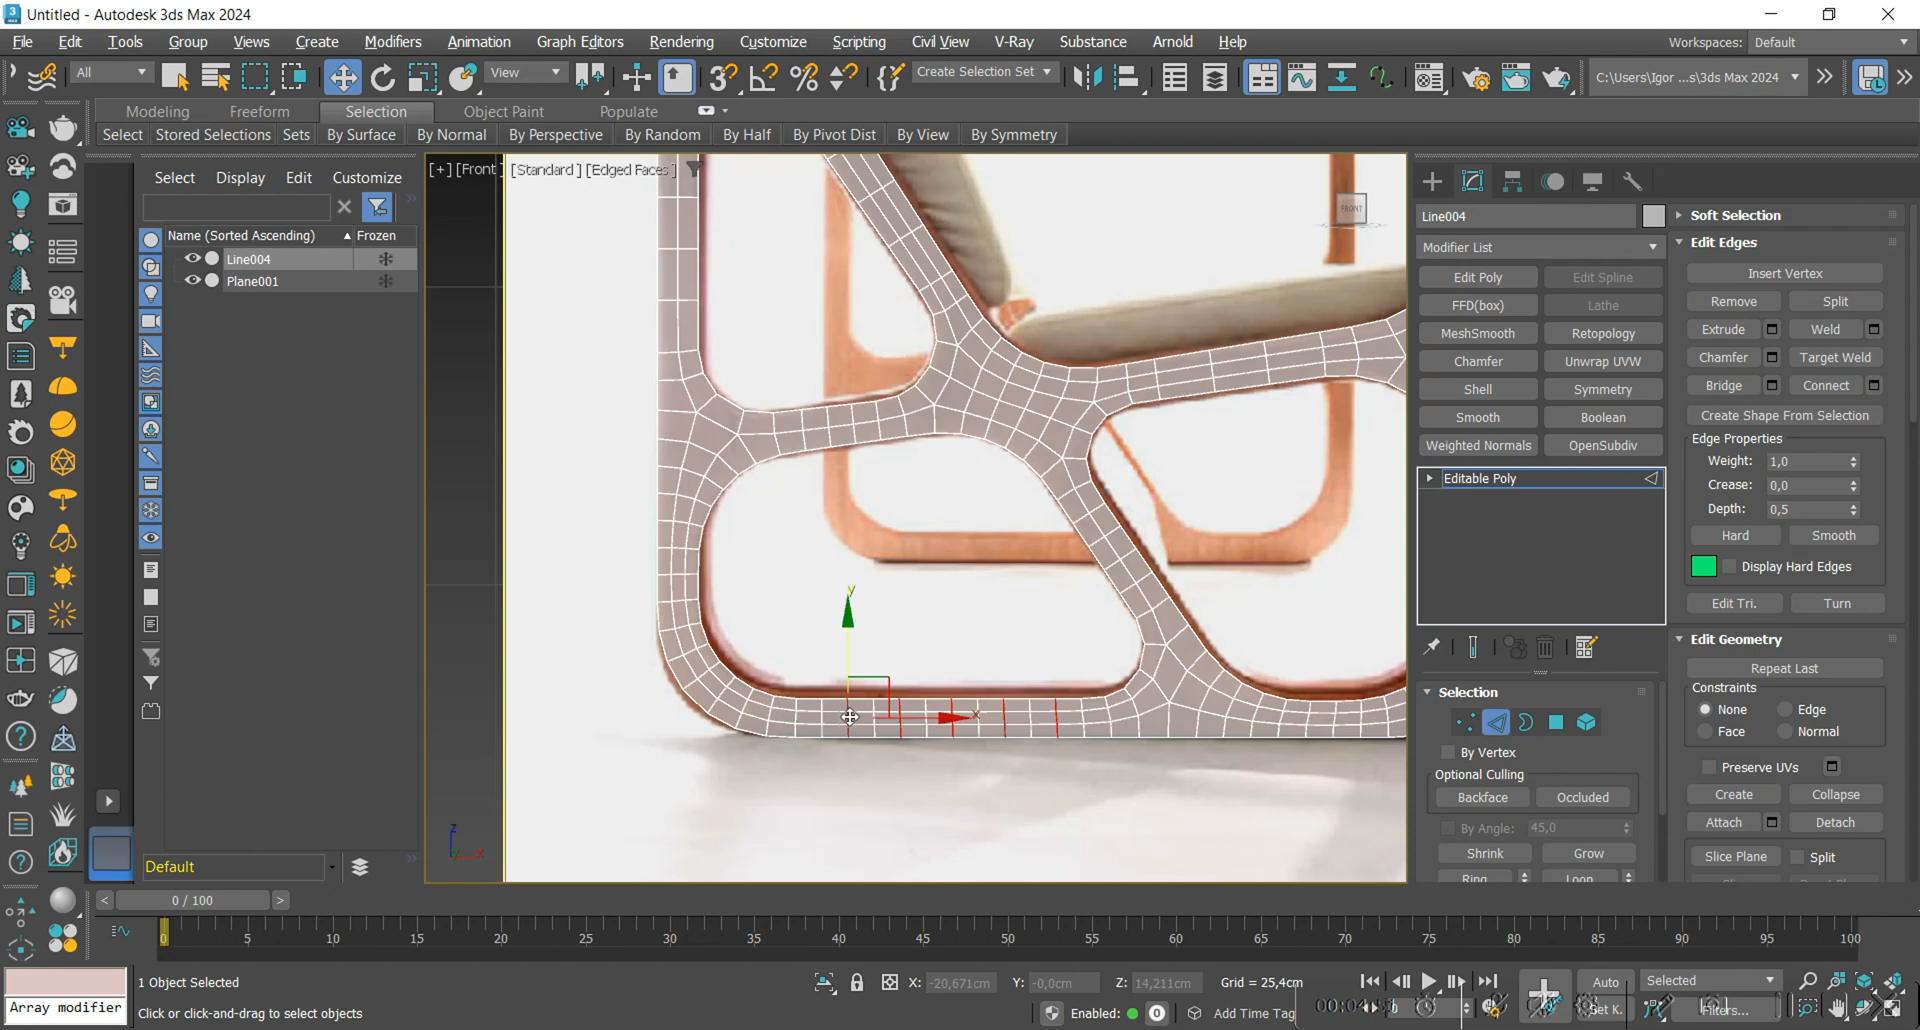 Untitled - Autodesk 3ds Max 2024
File Edit Tools Group Views Create Modifiers Animation Graph Editors Rendering Customize Scripting Civil View V-Ray Substance Arnold Help Workspaces: Default
All View Create Selection Set C:\Users\Igor ...s\3ds Max 2024
Modeling Freeform Selection Object Paint Populate
Select Stored Selections Sets By Surface By Normal By Perspective By Random By Half By Pivot Dist By View By Symmetry
Select Display Edit Customize
Name (Sorted Ascending) Frozen
Line004
Plane001
Default
[+] [Front] [Standard ] [Edged Faces ]
FRONT
y
x
z
x
Line004
Modifier List
Edit Poly Edit Spline
FFD(box) Lathe
MeshSmooth Retopology
Chamfer Unwrap UVW
Shell Symmetry
Smooth Boolean
Weighted Normals OpenSubdiv
Editable Poly
Selection
By Vertex
Optional Culling
Backface Occluded
By Angle: 45,0
Shrink Grow
Ring Loop
Soft Selection
Edit Edges
Insert Vertex
Remove Split
Extrude Weld
Chamfer Target Weld
Bridge Connect
Create Shape From Selection
Edge Properties
Weight: 1,0
Crease: 0,0
Depth: 0,5
Hard Smooth
Display Hard Edges
Edit Tri. Turn
Edit Geometry
Repeat Last
Constraints
None Edge
Face Normal
Preserve UVs
Create Collapse
Attach Detach
Slice Plane Split
0 / 100
0 5 10 15 20 25 30 35 40 45 50 55 60 65 70 75 80 85 90 95 100
Array modifier
1 Object Selected
Click or click-and-drag to select objects
X: -20,671cm Y: -0,0cm Z: 14,211cm Grid = 25,4cm
Enabled: 0 Add Time Tag
Auto Selected
Set K. Filters...